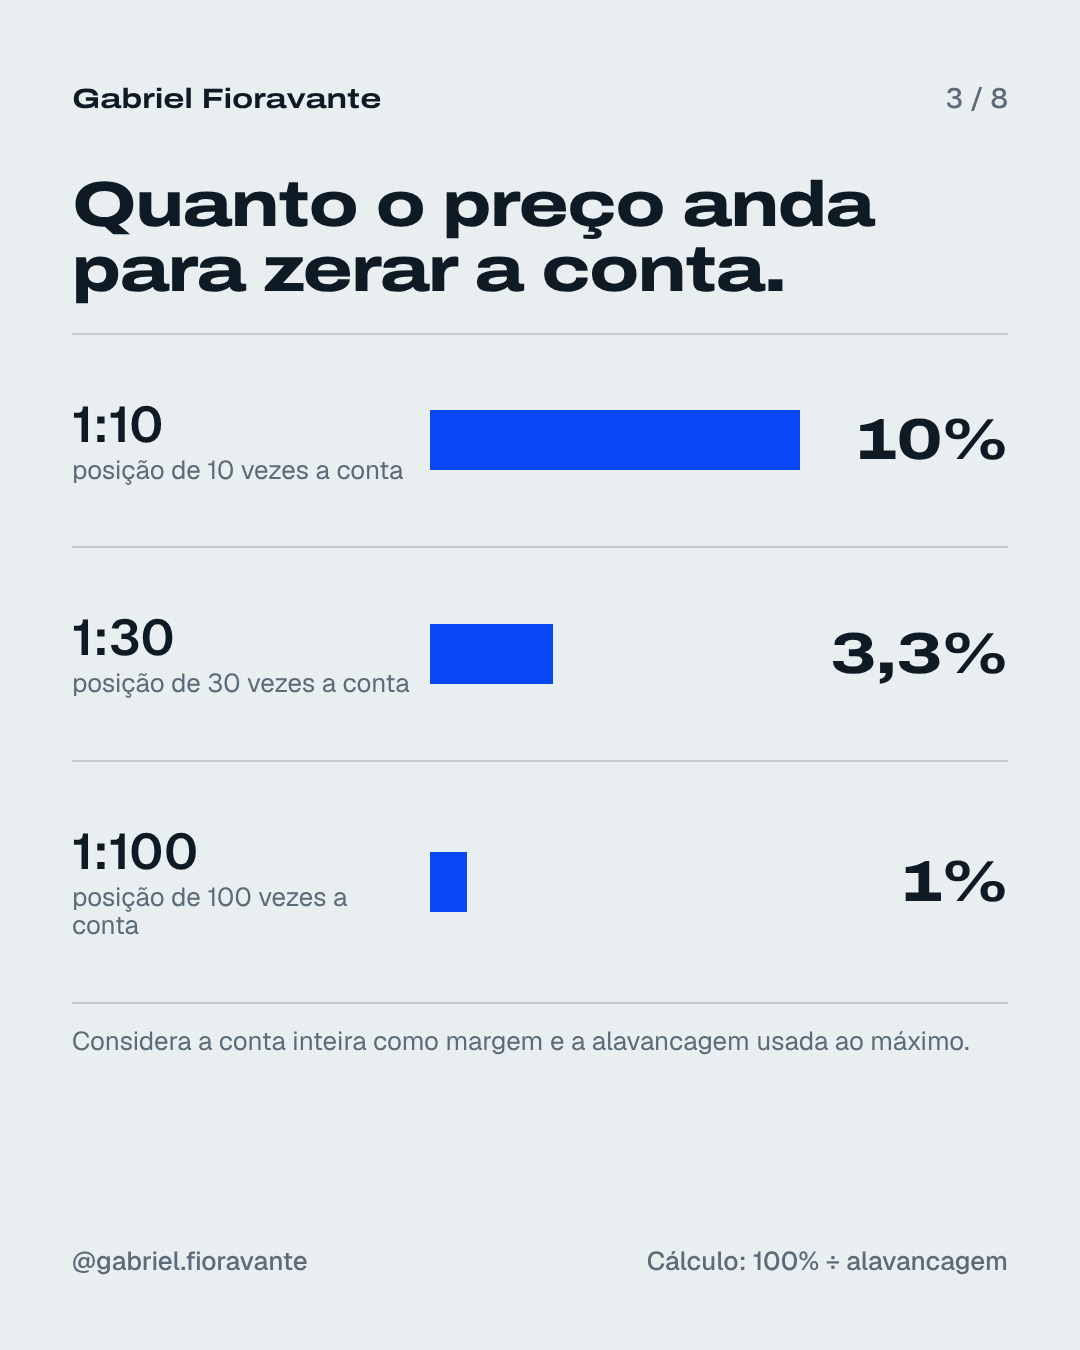 Gabriel Fioravante
3 / 8
Quanto o preço anda
para zerar a conta.
1:10
posição de 10 vezes a conta
10%
1:30
posição de 30 vezes a conta
3,3%
1:100
posição de 100 vezes a
conta
1%
Considera a conta inteira como margem e a alavancagem usada ao máximo.
@gabriel.fioravante
Cálculo: 100% ÷ alavancagem